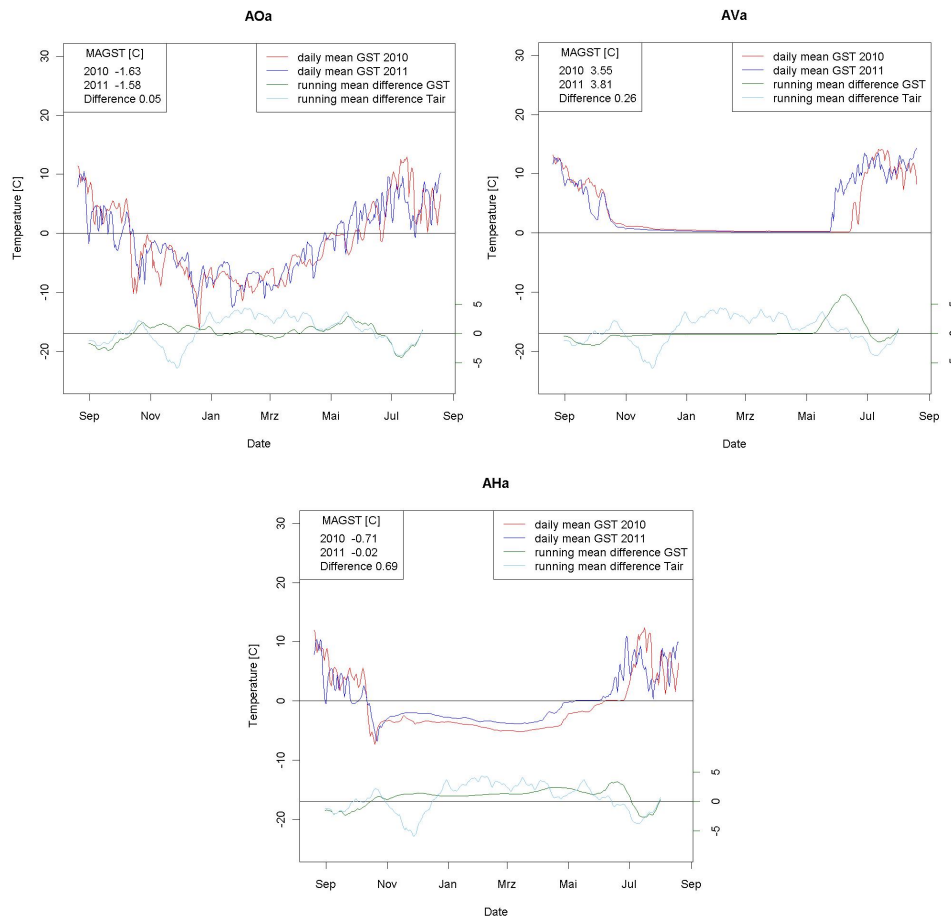 AOa
MAGST [C]
2010 -1.63
2011 -1.58
Difference 0.05
daily mean GST 2010
daily mean GST 2011
running mean difference GST
running mean difference Tair
Temperature [C]
30
20
10
0
-10
-20
5
0
-5
Sep Nov Jan Mrz Mai Jul Sep
Date
AVa
MAGST [C]
2010 3.55
2011 3.81
Difference 0.26
daily mean GST 2010
daily mean GST 2011
running mean difference GST
running mean difference Tair
Temperature [C]
30
20
10
0
-10
-20
5
0
-5
Sep Nov Jan Mrz Mai Jul Sep
Date
AHa
MAGST [C]
2010 -0.71
2011 -0.02
Difference 0.69
daily mean GST 2010
daily mean GST 2011
running mean difference GST
running mean difference Tair
Temperature [C]
30
20
10
0
-10
-20
5
0
-5
Sep Nov Jan Mrz Mai Jul Sep
Date